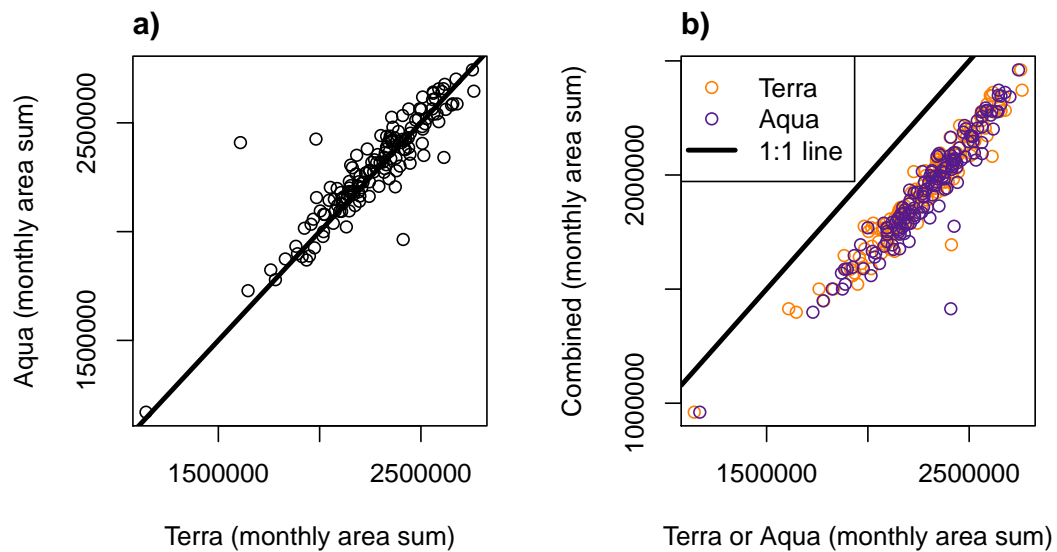 a)
Aqua (monthly area sum)
2500000
1500000
1500000
2500000
Terra (monthly area sum)
b)
Combined (monthly area sum)
2000000
1000000
Terra
Aqua
1:1 line
1500000
2500000
Terra or Aqua (monthly area sum)